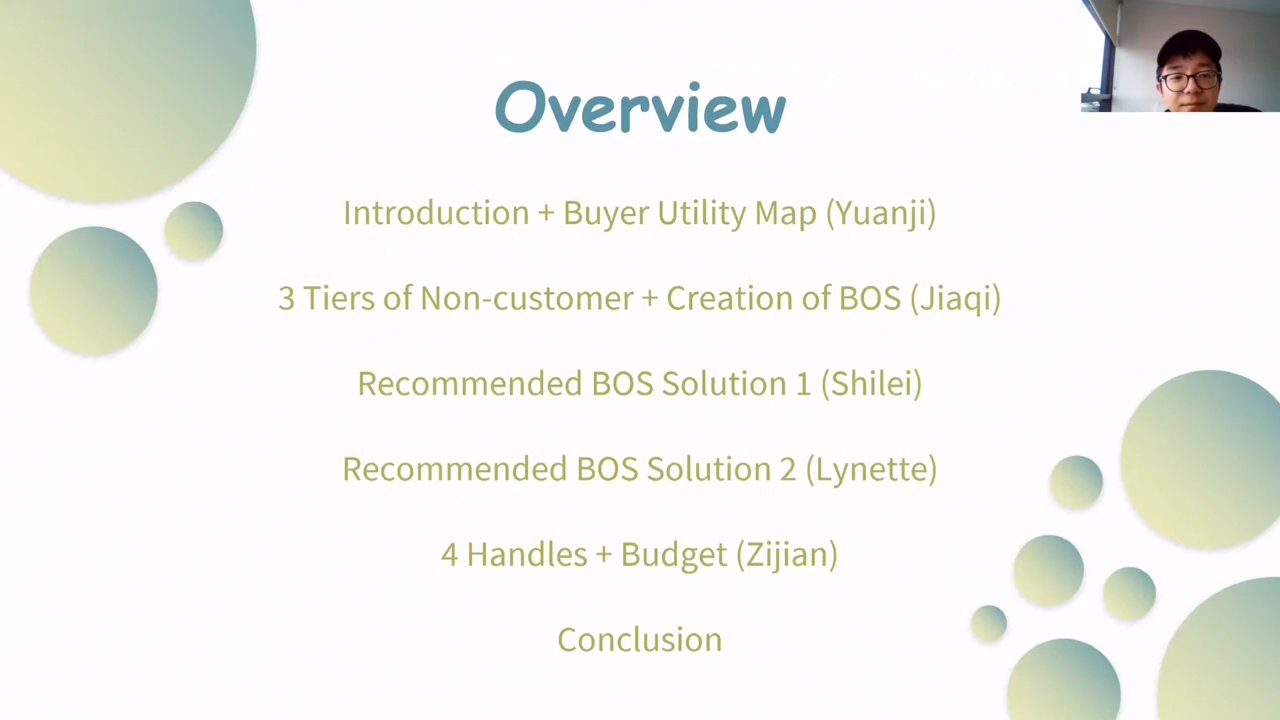 Overview
Introduction + Buyer Utility Map (Yuanji)
3 Tiers of Non-customer + Creation of BOS (Jiaqi)
Recommended BOS Solution 1 (Shilei)
Recommended BOS Solution 2 (Lynette)
4 Handles + Budget (Zijian)
Conclusion